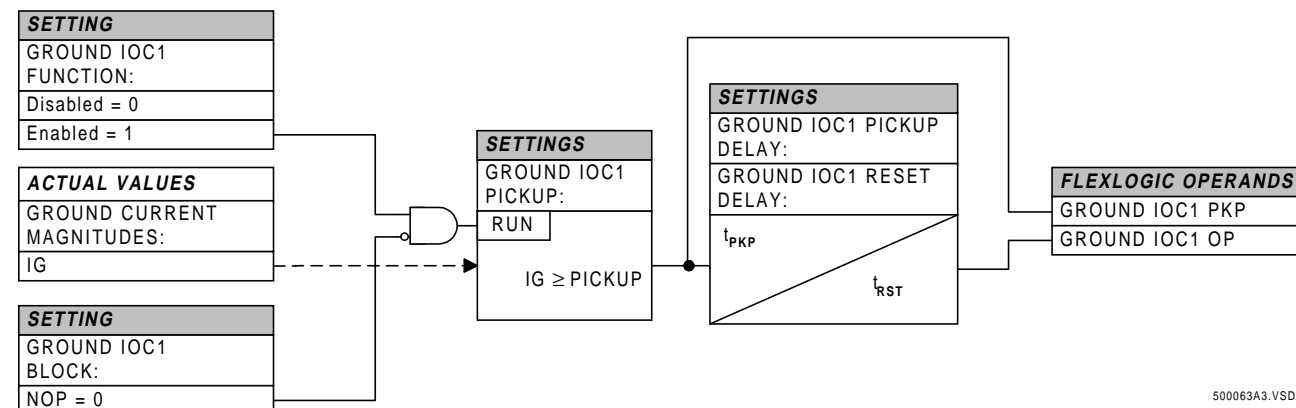 SETTING
GROUND IOC1
FUNCTION:
Disabled = 0
Enabled = 1
ACTUAL VALUES
GROUND CURRENT
MAGNITUDES:
IG
SETTING
GROUND IOC1
BLOCK:
NOP = 0
SETTINGS
GROUND IOC1
PICKUP:
RUN
IG ≥ PICKUP
SETTINGS
GROUND IOC1 PICKUP
DELAY:
GROUND IOC1 RESET
DELAY:
tPKP
tRST
FLEXLOGIC OPERANDS
GROUND IOC1 PKP
GROUND IOC1 OP
500063A3.VSD